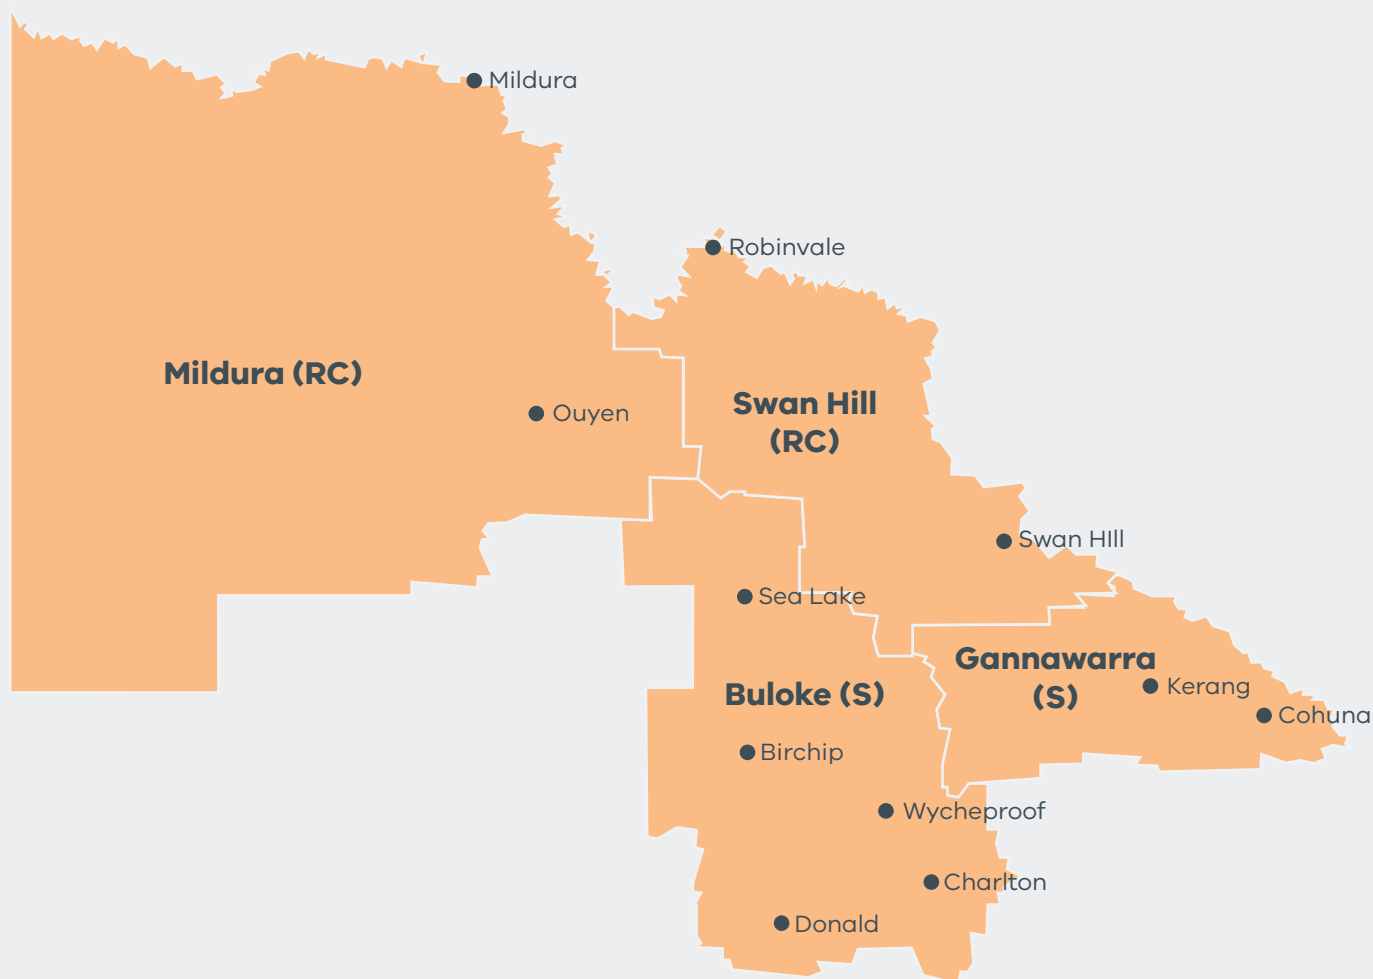 Mildura
Robinvale
Mildura (RC)
Ouyen
Swan Hill
(RC)
Swan HIll
Sea Lake
Gannawarra
(S)
Kerang
Buloke (S)
Cohuna
Birchip
Wycheproof
Charlton
Donald